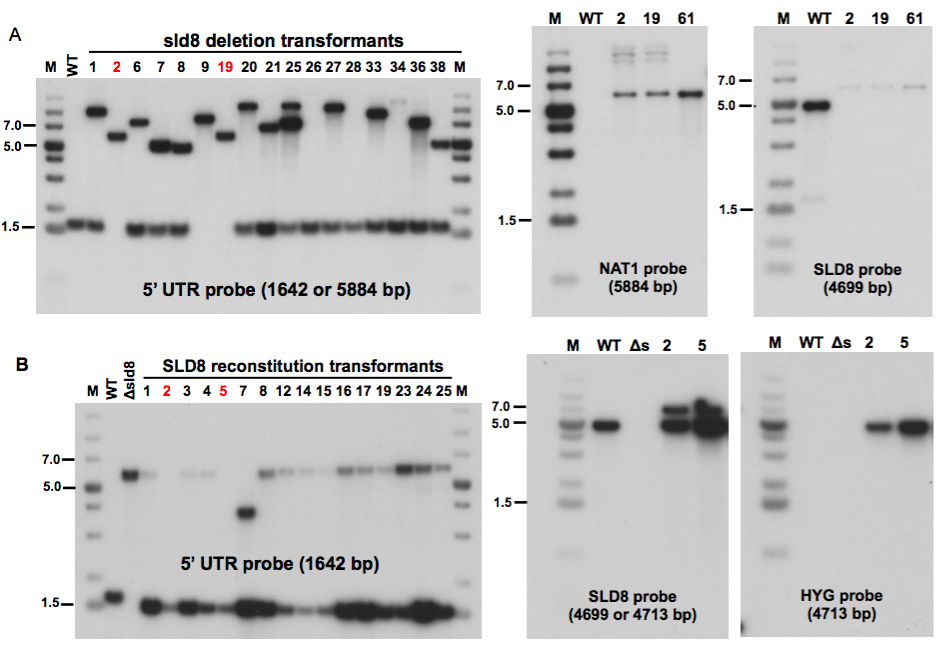 A
sld8 deletion transformants
M WT 1 2 6 7 8 9 19 20 21 25 26 27 28 33 34 36 38 M
7.0
5.0
1.5
5’ UTR probe (1642 or 5884 bp)
M WT 2 19 61
7.0
5.0
1.5
NAT1 probe
(5884 bp)
M WT 2 19 61
7.0
5.0
1.5
SLD8 probe
(4699 bp)
B
SLD8 reconstitution transformants
M WT Δsld8 1 2 3 4 5 7 8 12 14 15 16 17 19 23 24 25 M
7.0
5.0
1.5
5’ UTR probe (1642 bp)
M WT Δs 2 5
7.0
5.0
1.5
SLD8 probe
(4699 or 4713 bp)
M WT Δs 2 5
HYG probe
(4713 bp)